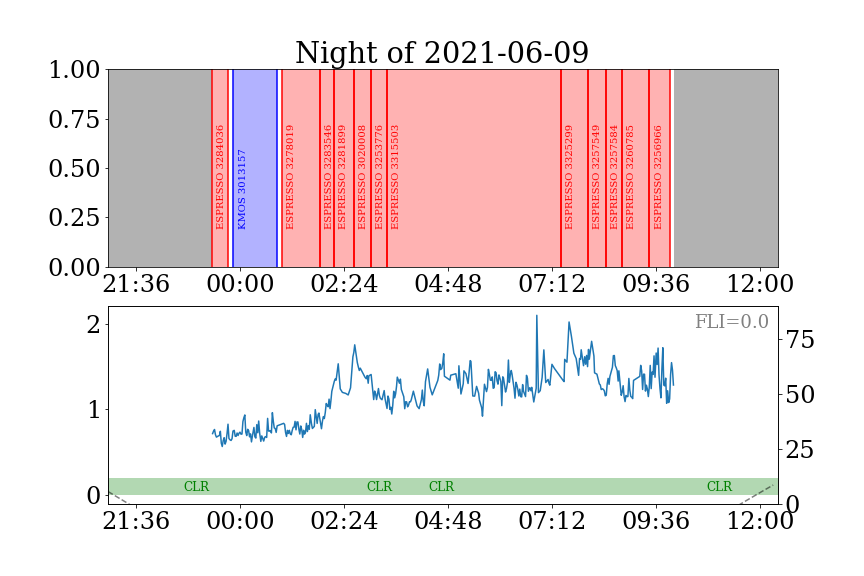 Night of 2021-06-09
1.00
0.75
0.50
0.25
0.00
ESPRESSO 3284036
KMOS 3013157
ESPRESSO 3278019
ESPRESSO 3283546
ESPRESSO 3281899
ESPRESSO 3020008
ESPRESSO 3253776
ESPRESSO 3315503
ESPRESSO 3325299
ESPRESSO 3257549
ESPRESSO 3257584
ESPRESSO 3260785
ESPRESSO 3256966
21:36 00:00 02:24 04:48 07:12 09:36 12:00
FLI=0.0
2
1
0
75
50
25
0
CLR CLR CLR CLR
21:36 00:00 02:24 04:48 07:12 09:36 12:00